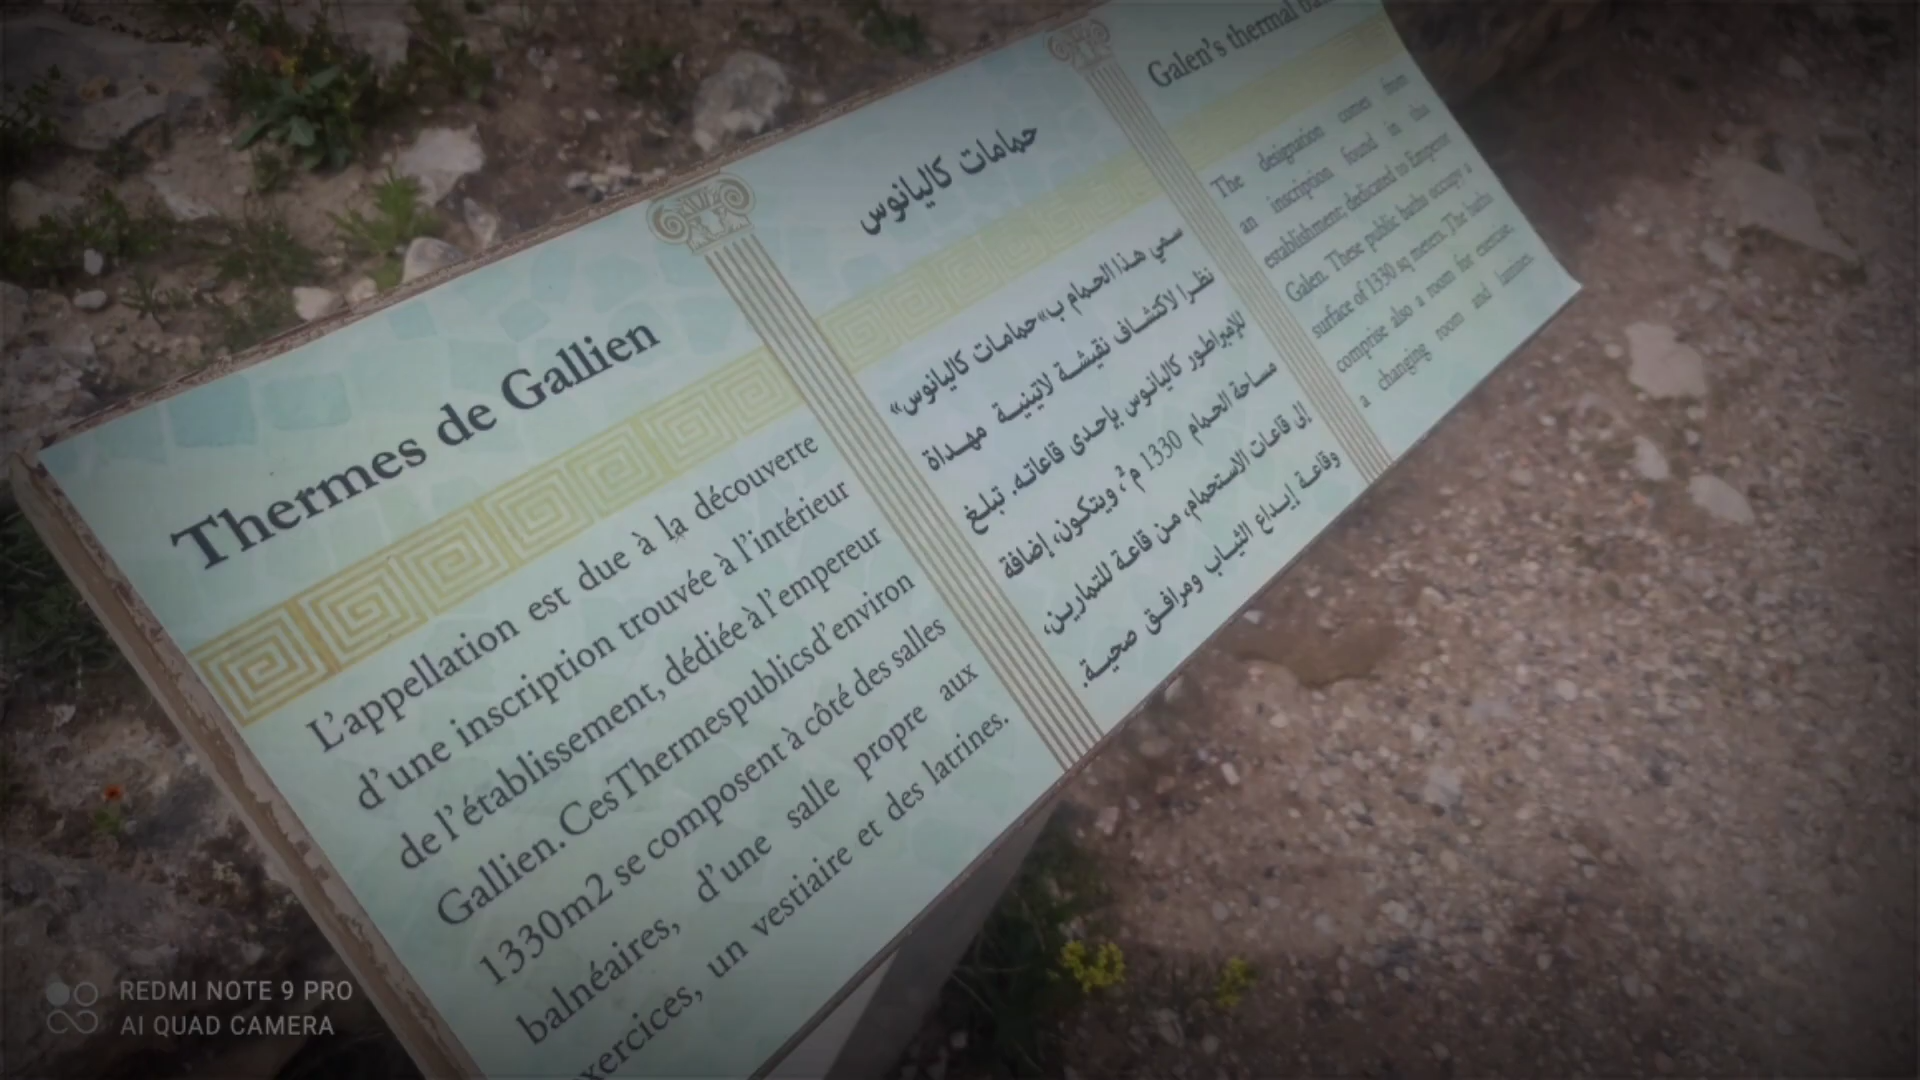 Thermes de Gallien
L'appellation est due à la découverte
d'une inscription trouvée à l'intérieur
de l'établissement, dédiée à l'empereur
Gallien. Ces Thermes publics d'environ
1330m2 se composent à côté des salles
balnéaires, d'une salle propre aux
exercices, un vestiaire et des latrines.
حمامات كاليانوس
سمي هذا الحمام ب»حمامات كاليانوس«
نظرا لاكتشاف نقيشة لاتينية مهداة
للإمبراطور كاليانوس بإحدى قاعاته. تبلغ
مساحة الحمام 1330 م²، ويتكون، إضافة
إلى قاعات الاستحمام، من قاعة للتمارين،
وقاعة إيداع الثياب ومرافق صحية.
Galen's thermal
The designation comes from
an inscription found in this
establishment; dedicated to Emperor
Galen. These public baths occupy a
surface of 1330 sq meters. The baths
comprise also a room for exercise,
a changing room and latrines.
REDMI NOTE 9 PRO
AI QUAD CAMERA